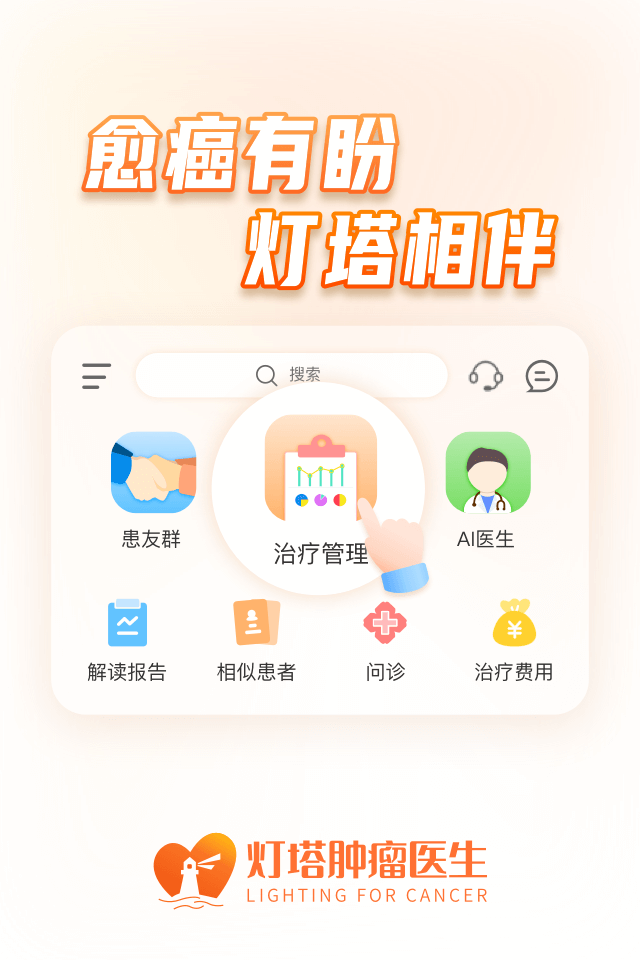 愈癌有盼
灯塔相伴
搜索
患友群
治疗管理
AI医生
解读报告
相似患者
问诊
¥
治疗费用
灯塔肿瘤医生
LIGHTING FOR CANCER